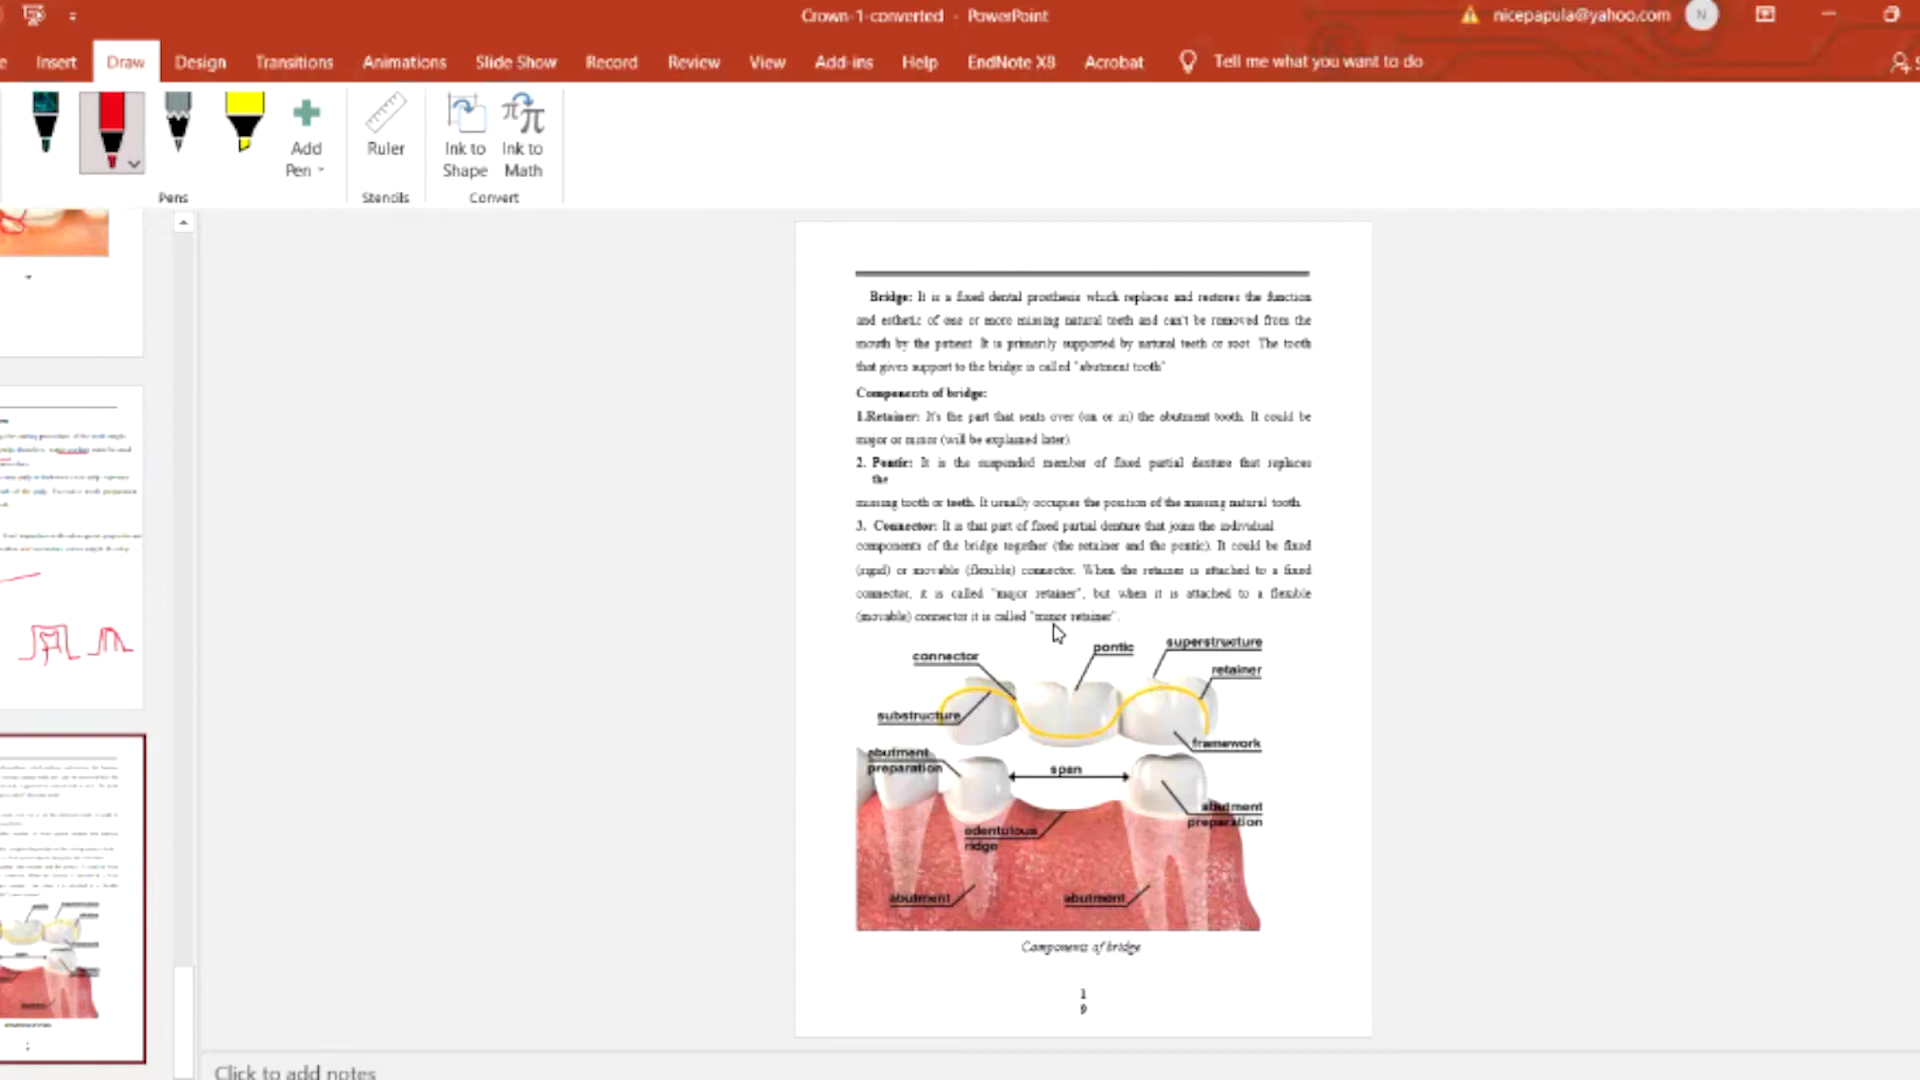 Crown-1-converted - PowerPoint
nicepapula@yahoo.com
N
Insert
Draw
Design
Transitions
Animations
Slide Show
Record
Review
View
Add-ins
Help
EndNote X8
Acrobat
Tell me what you want to do
Add
Pen
Ruler
Ink to
Shape
Ink to
Math
Pens
Stencils
Convert
Bridge: It is a fixed dental prosthesis which replaces and restores the function
and esthetic of one or more missing natural teeth and can't be removed from the
mouth by the patient. It is primarily supported by natural teeth or root. The tooth
that gives support to the bridge is called "abutment tooth"
Components of bridge:
1.Retainer: It's the part that seats over (on or in) the abutment tooth. It could be
major or minor (will be explained later).
2. Pontic: It is the suspended member of fixed partial denture that replaces
the
missing tooth or teeth. It usually occupies the position of the missing natural tooth.
3. Connector: It is that part of fixed partial denture that joins the individual
components of the bridge together (the retainer and the pontic). It could be fixed
(rigid) or movable (flexible) connector. When the retainer is attached to a fixed
connector, it is called "major retainer", but when it is attached to a flexible
(movable) connector it is called "minor retainer".
connector
pontic
superstructure
retainer
substructure
framework
abutment
preparation
span
abutment
preparation
edentulous
ridge
abutment
abutment
Components of bridge
1
9
Click to add notes